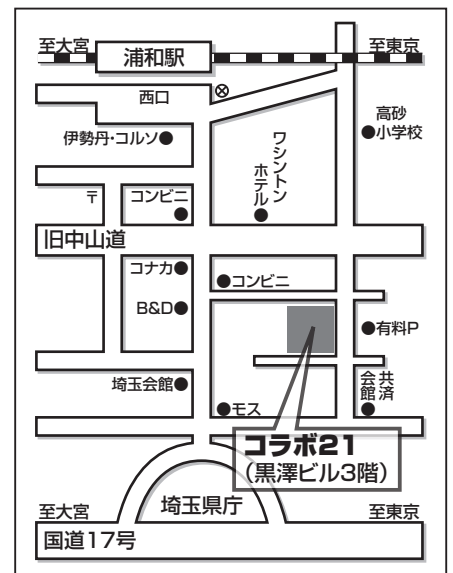 至大宮
浦和駅
至東京
西口
高砂
小学校
伊勢丹・コルソ
ワシントン
ホテル
〒
コンビニ
旧中山道
コナカ
コンビニ
B&D
有料P
埼玉会館
共済
会館
モス
コラボ21
(黒澤ビル3階)
埼玉県庁
至大宮
至東京
国道17号